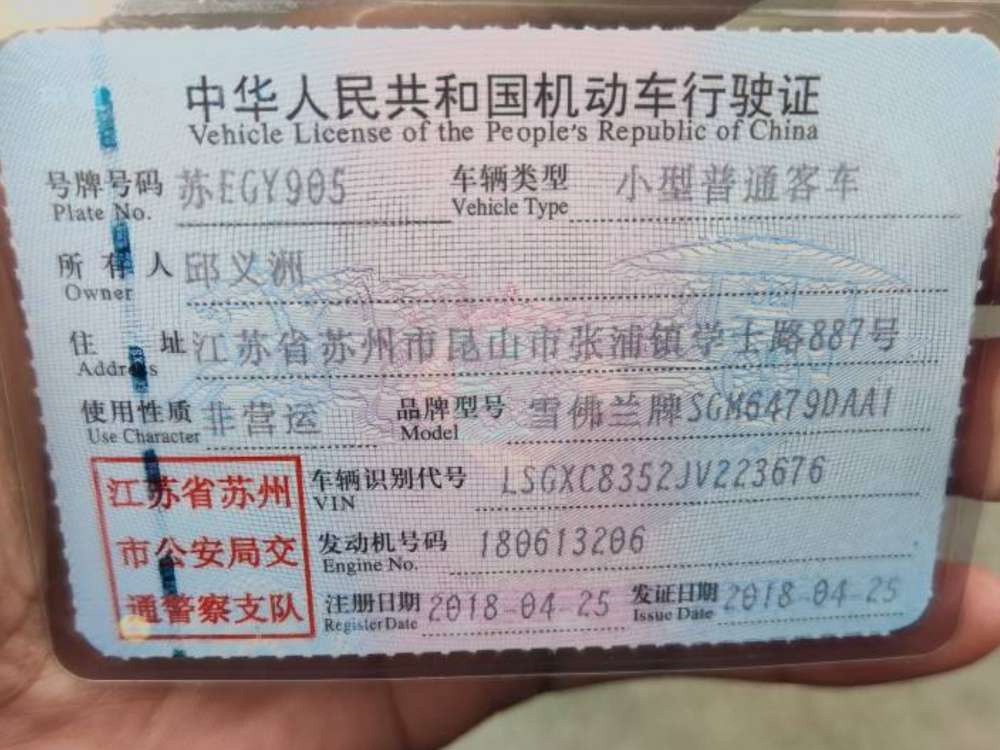 中华人民共和国机动车行驶证
Vehicle License of the People's Republic of China
号牌号码 苏EGY905 车辆类型 小型普通客车
Plate No. Vehicle Type
所有人 邱义洲
Owner
住址 江苏省苏州市昆山市张浦镇学士路887号
Address
使用性质 非营运 品牌型号 雪佛兰牌SGM6479DAA1
Use Character Model
江苏省苏州
市公安局交
通警察支队
车辆识别代号 LSGXC8352JV223676
VIN
发动机号码 180613206
Engine No.
注册日期 2018-04-25 发证日期 2018-04-25
Register Date Issue Date